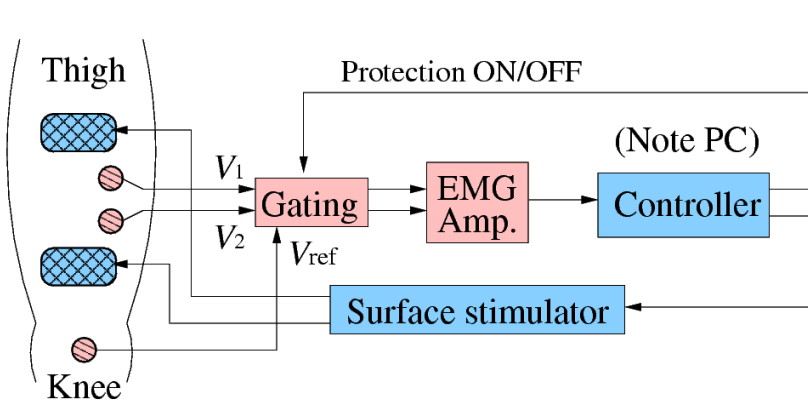 Thigh
Protection ON/OFF
(Note PC)
V1
Gating
EMG
Amp.
Controller
V2
Vref
Surface stimulator
Knee